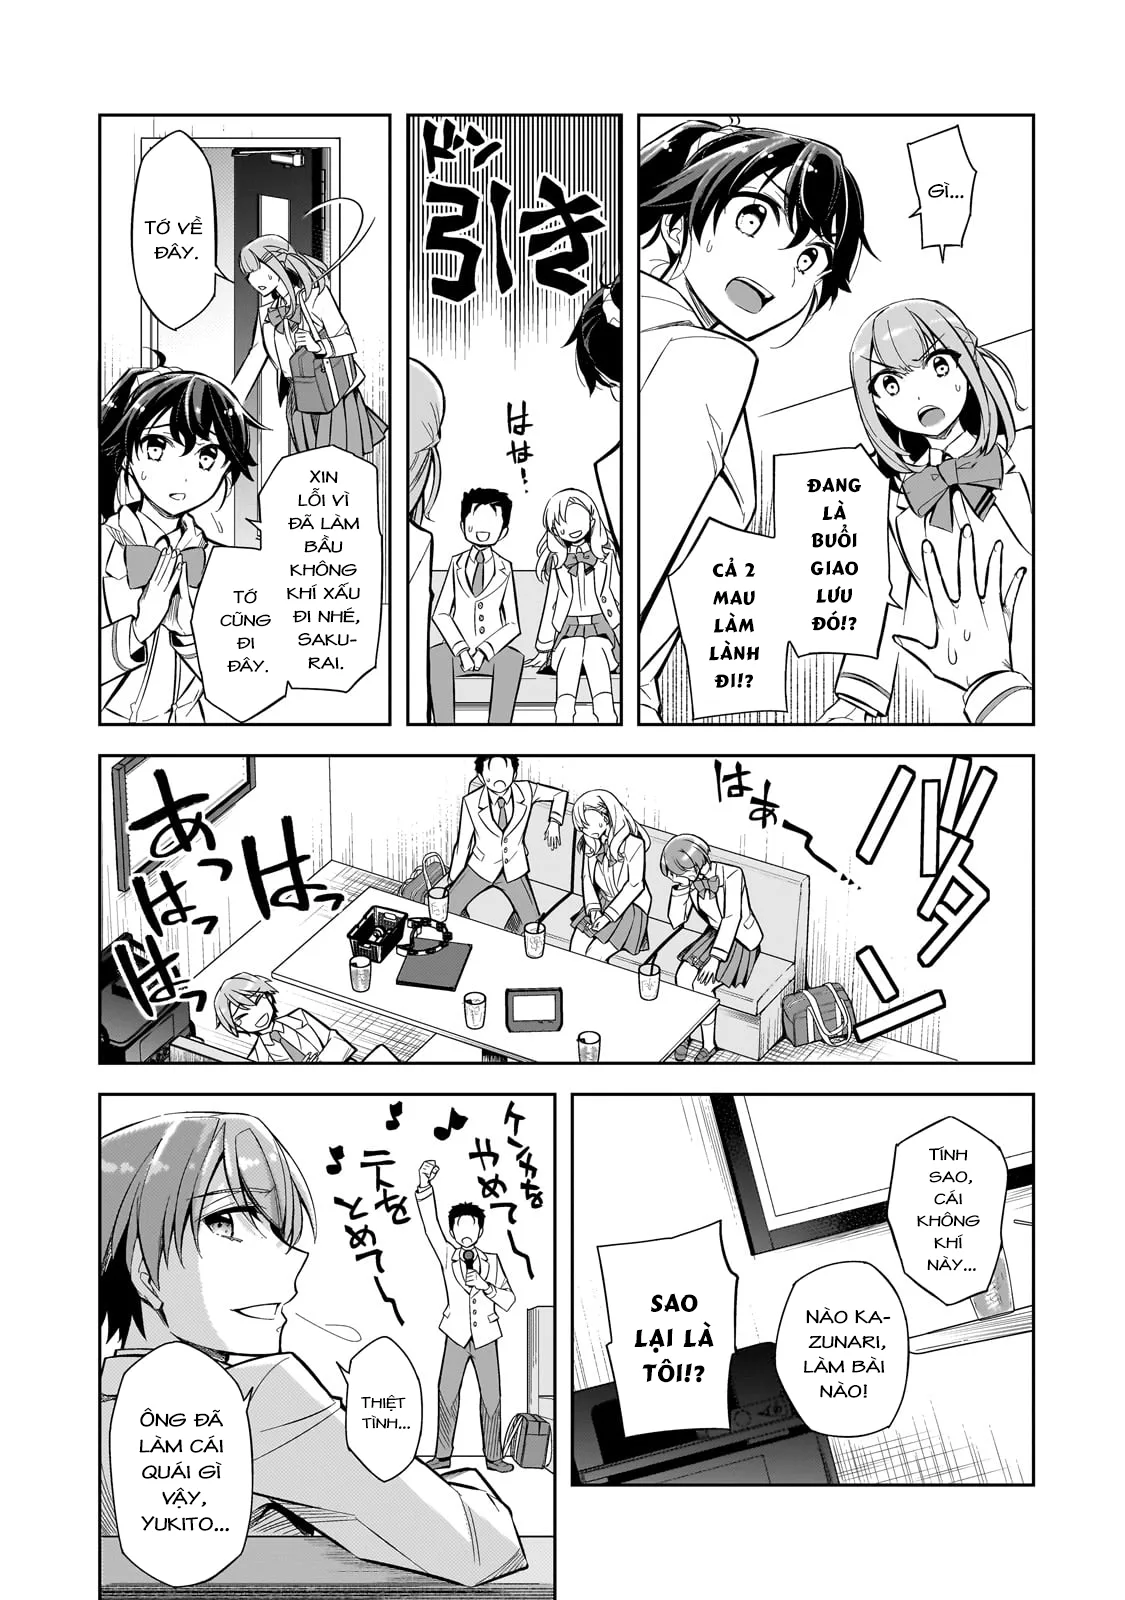 GÌ...
ĐANG
LÀ
BUỔI
GIAO
LƯU
ĐÓ!?
CẢ 2
MAU LÀM
LÀNH
ĐI!?
ドン
引き
はは、!
TỚ VỀ
ĐÂY.
XIN
LỖI VÌ
ĐÃ LÀM
BẦU
KHÔNG
KHÍ XẤU
ĐI NHÉ,
SAKU-
RAI.
TỚ
CŨNG
ĐI
ĐÂY.
バタン
はあ〜…
あっはっ
はっ
はっ
TÍNH
SAO,
CÁI
KHÔNG
KHÍ
NÀY...
NÀO KA-
ZUNARI,
LÀM BÀI
NÀO!
SAO
LẠI LÀ
TÔI!?
ケンカを
やめて〜
♪
二人を
とめて〜
♪
♪
THIỆT
TÌNH...
ÔNG ĐÃ
LÀM CÁI
QUÁI GÌ
VẬY,
YUKITO...